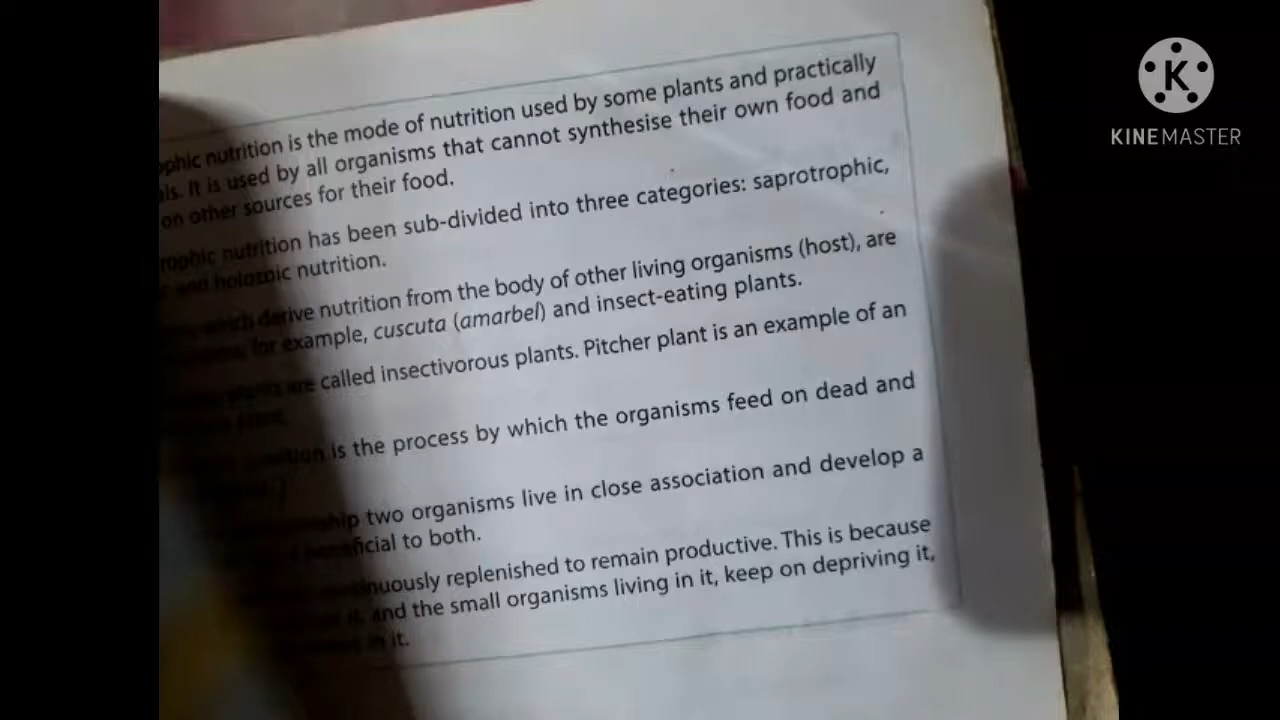 ophic nutrition is the mode of nutrition used by some plants and practically
als. It is used by all organisms that cannot synthesise their own food and
on other sources for their food.
rophic nutrition has been sub-divided into three categories: saprotrophic,
and holozoic nutrition.
which derive nutrition from the body of other living organisms (host), are
for example, cuscuta (amarbel) and insect-eating plants.
plants are called insectivorous plants. Pitcher plant is an example of an
is the process by which the organisms feed on dead and
two organisms live in close association and develop a
beneficial to both.
continuously replenished to remain productive. This is because
it, and the small organisms living in it, keep on depriving it,
in it.
K
KINEMASTER